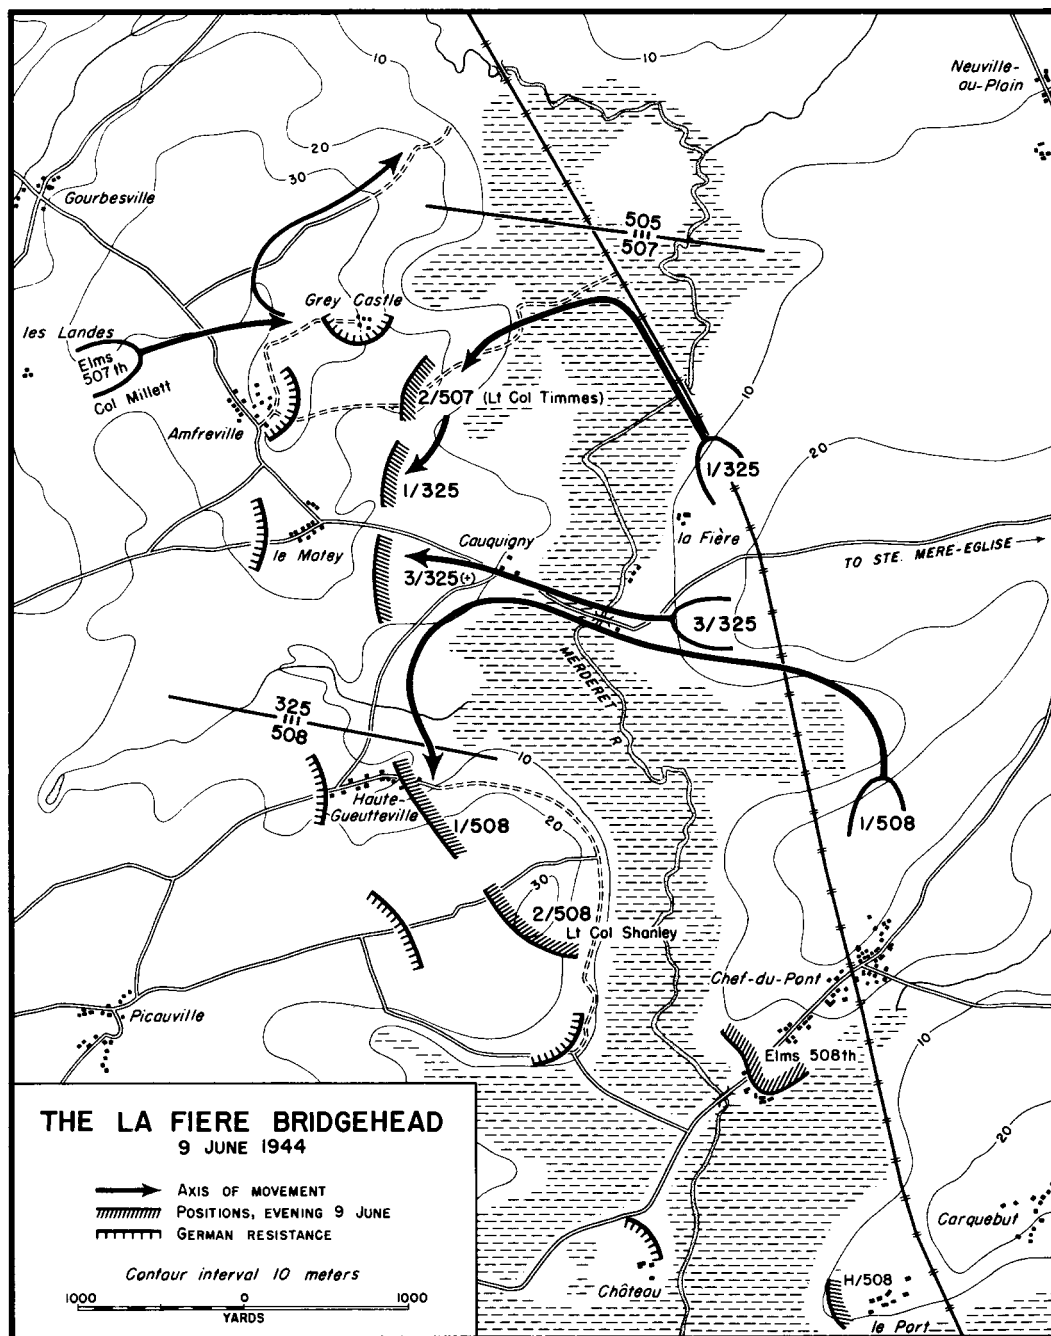 10
10
Neuville-
au-Plain
20
30
Gourbesville
505
III
507
Grey Castle
les Landes
Elms
507th
Col Millett
10
2/507 (Lt Col Timmes)
Amfreville
1/325
20
1/325
la Fière
le Motey
Cauquigny
TO STE. MERE-EGLISE
3/325(+)
3/325
MERDERET R
325
III
508
10
Haute-
Gueutteville
20
1/508
1/508
30
2/508
Lt Col Shanley
Chef-du-Pont
Picauville
Elms 508th
10
20
THE LA FIERE BRIDGEHEAD
9 JUNE 1944
AXIS OF MOVEMENT
POSITIONS, EVENING 9 JUNE
GERMAN RESISTANCE
Contour interval 10 meters
1000 0 1000
YARDS
Carquebut
Château
H/508
le Port